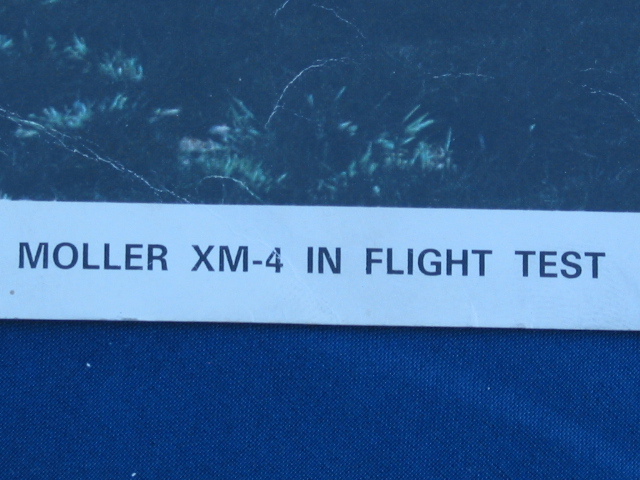 MOLLER XM-4 IN FLIGHT TEST